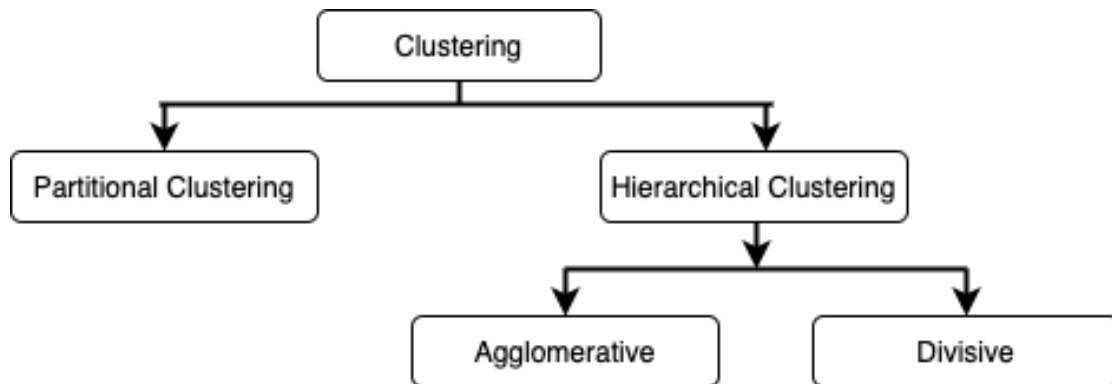 Clustering
Partitional Clustering
Hierarchical Clustering
Agglomerative
Divisive